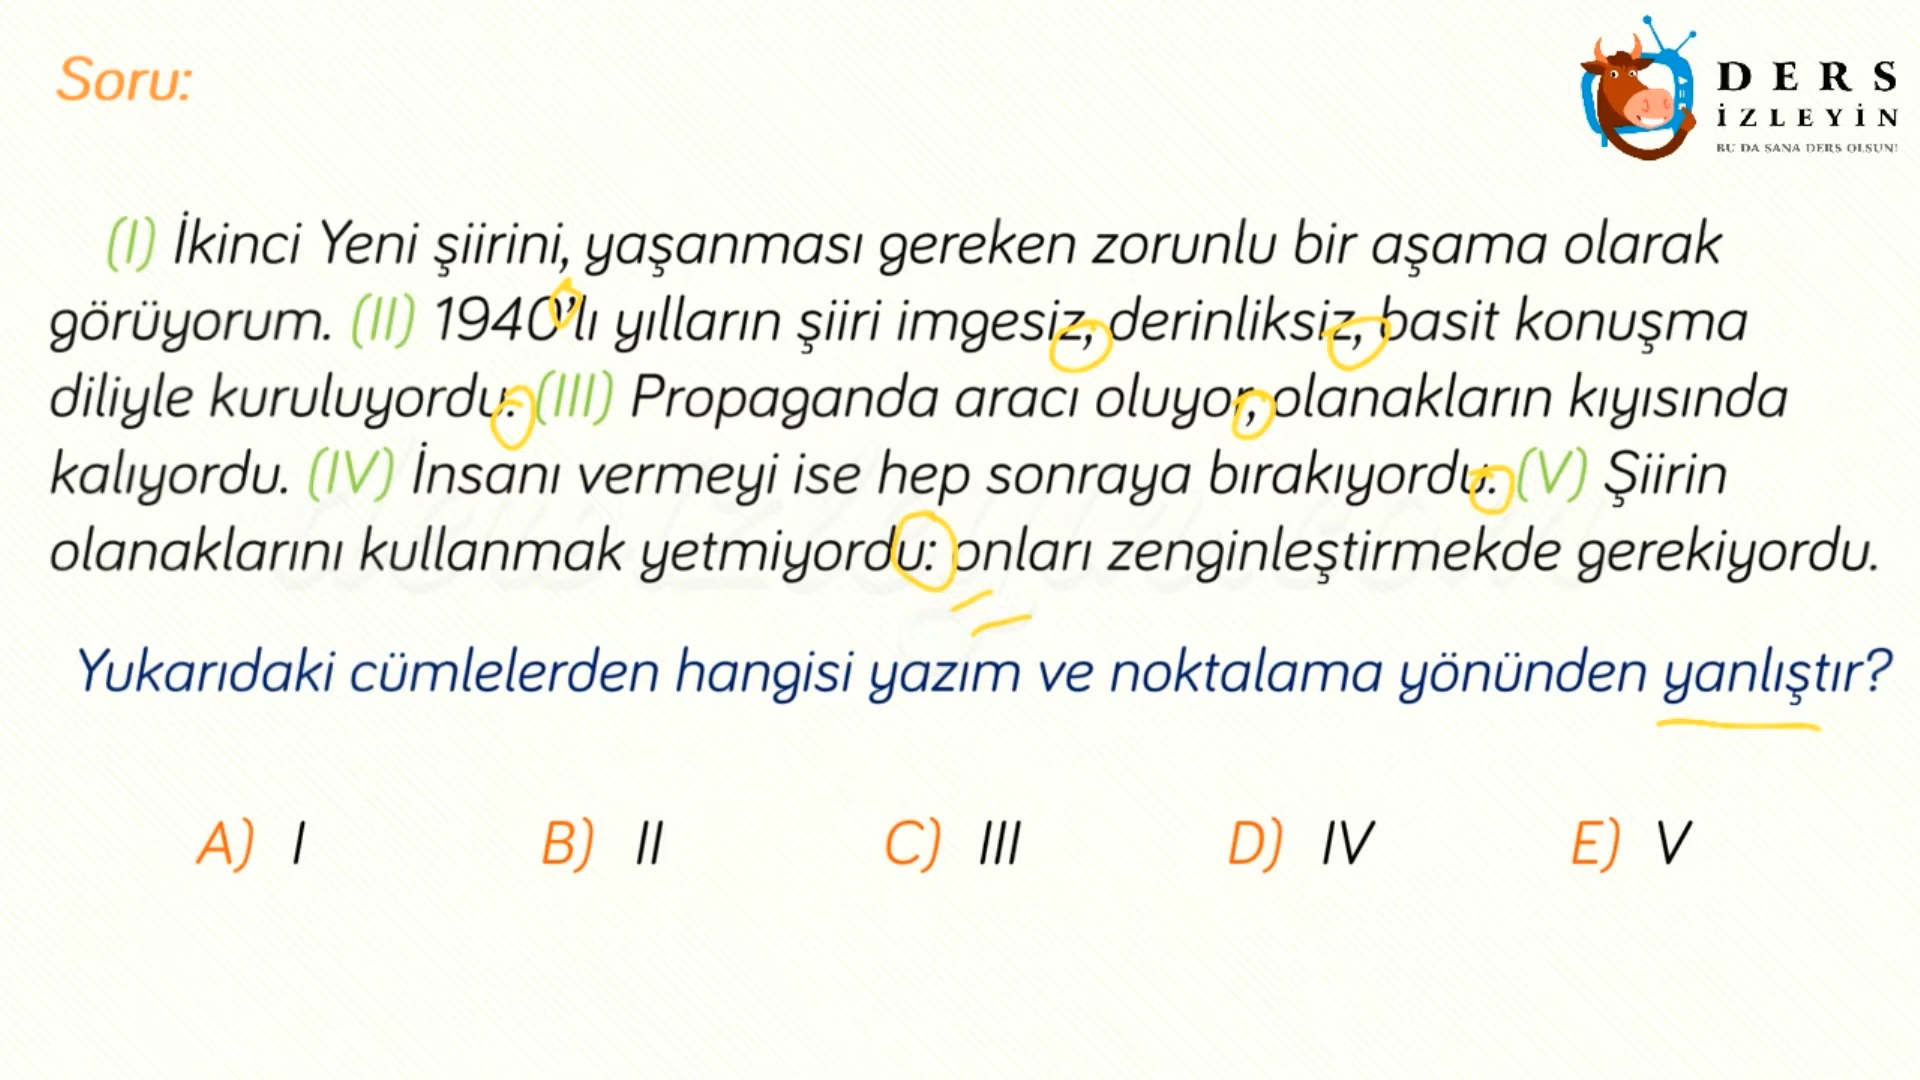 Soru:
DERS
İZLEYİN
BU DA SANA DERS OLSUN!
(I) İkinci Yeni şiirini, yaşanması gereken zorunlu bir aşama olarak
görüyorum. (II) 1940'lı yılların şiiri imgesiz, derinliksiz, basit konuşma
diliyle kuruluyordu. (III) Propaganda aracı oluyor, olanakların kıyısında
kalıyordu. (IV) İnsanı vermeyi ise hep sonraya bırakıyordu. (V) Şiirin
olanaklarını kullanmak yetmiyordu: onları zenginleştirmekde gerekiyordu.
Yukarıdaki cümlelerden hangisi yazım ve noktalama yönünden yanlıştır?
A) I B) II C) III D) IV E) V